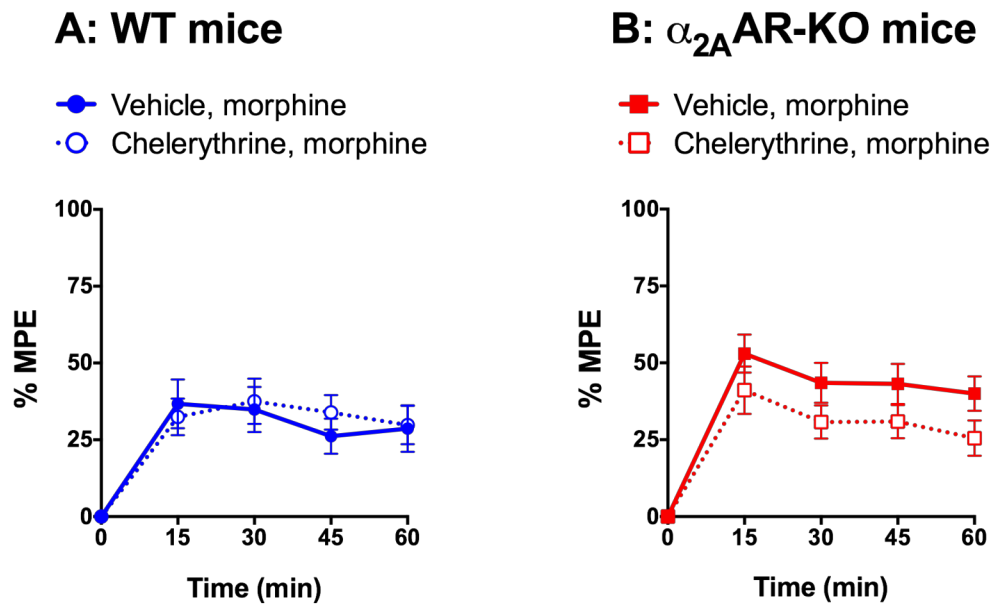 A: WT mice
Vehicle, morphine
Chelerythrine, morphine
100
75
50
25
0
% MPE
0 15 30 45 60
Time (min)
B: α2AAR-KO mice
Vehicle, morphine
Chelerythrine, morphine
100
75
50
25
0
% MPE
0 15 30 45 60
Time (min)